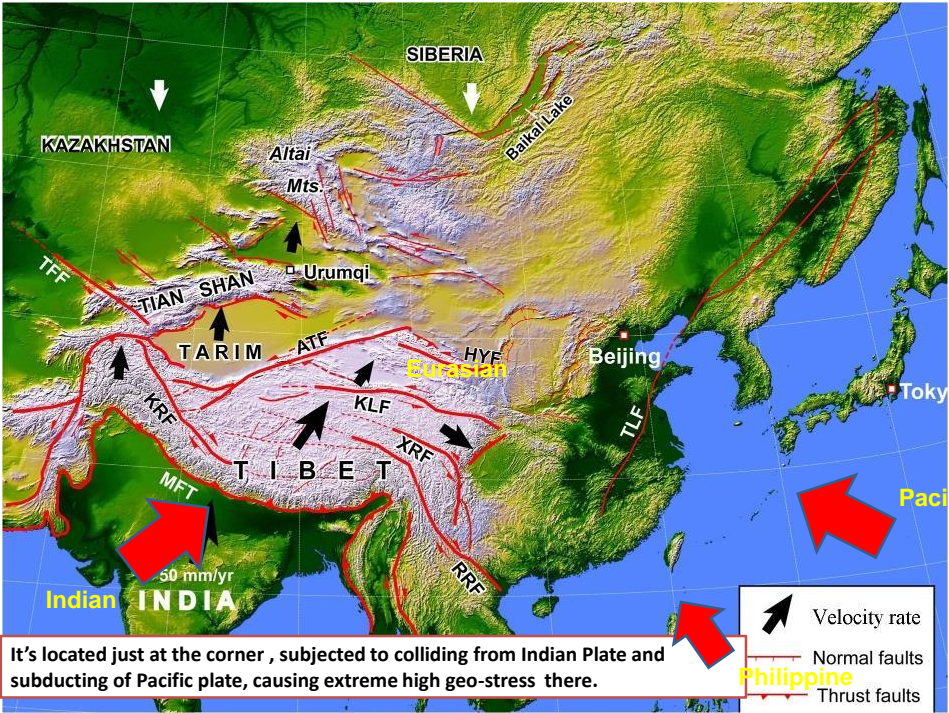 SIBERIA
KAZAKHSTAN
Baikal Lake
Altai
Mts.
TFF
TIAN SHAN
Urumqi
TARIM
ATF
HYF
Eurasian
Beijing
Toky
KRF
KLF
TLF
XRF
TIBET
MFT
Paci
50 mm/yr
Indian
INDIA
RRF
Velocity rate
Normal faults
Philippine
Thrust faults
It's located just at the corner , subjected to colliding from Indian Plate and
subducting of Pacific plate, causing extreme high geo-stress there.